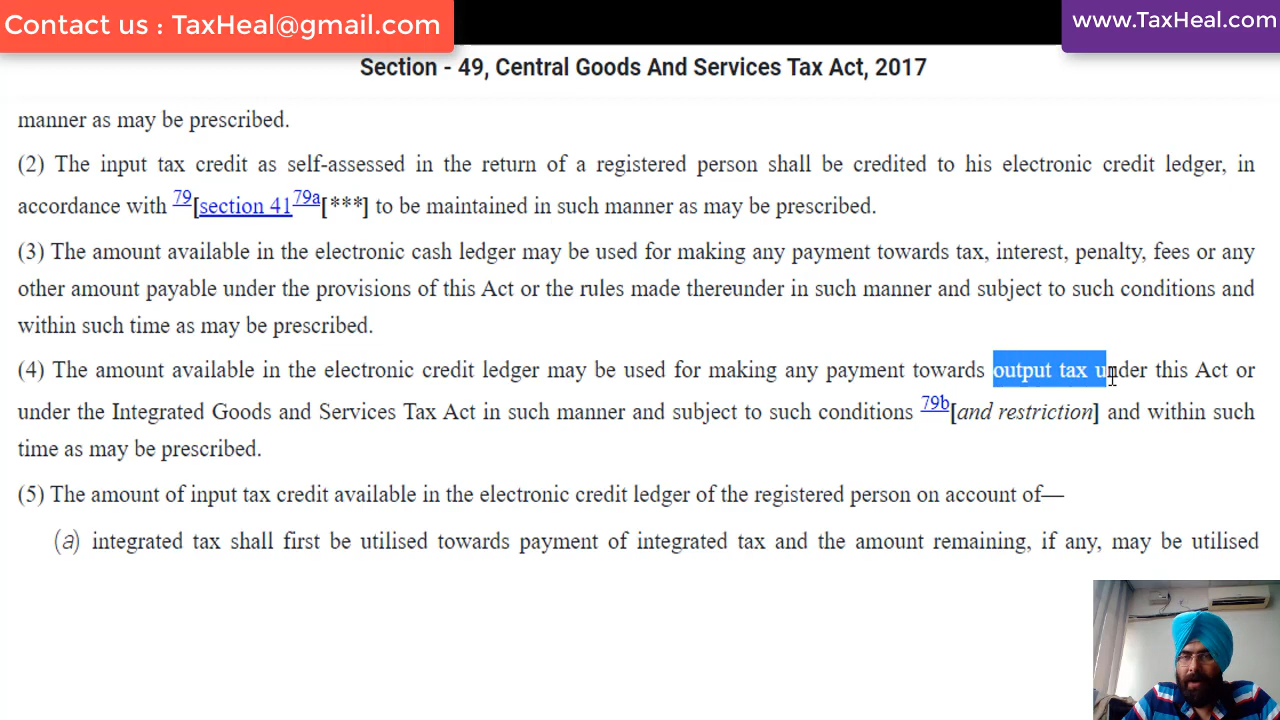 Contact us : TaxHeal@gmail.com
www.TaxHeal.com
Section - 49, Central Goods And Services Tax Act, 2017
manner as may be prescribed.
(2) The input tax credit as self-assessed in the return of a registered person shall be credited to his electronic credit ledger, in
accordance with 79[section 4179a[***] to be maintained in such manner as may be prescribed.
(3) The amount available in the electronic cash ledger may be used for making any payment towards tax, interest, penalty, fees or any
other amount payable under the provisions of this Act or the rules made thereunder in such manner and subject to such conditions and
within such time as may be prescribed.
(4) The amount available in the electronic credit ledger may be used for making any payment towards output tax under this Act or
under the Integrated Goods and Services Tax Act in such manner and subject to such conditions 79b[and restriction] and within such
time as may be prescribed.
(5) The amount of input tax credit available in the electronic credit ledger of the registered person on account of—
(a) integrated tax shall first be utilised towards payment of integrated tax and the amount remaining, if any, may be utilised